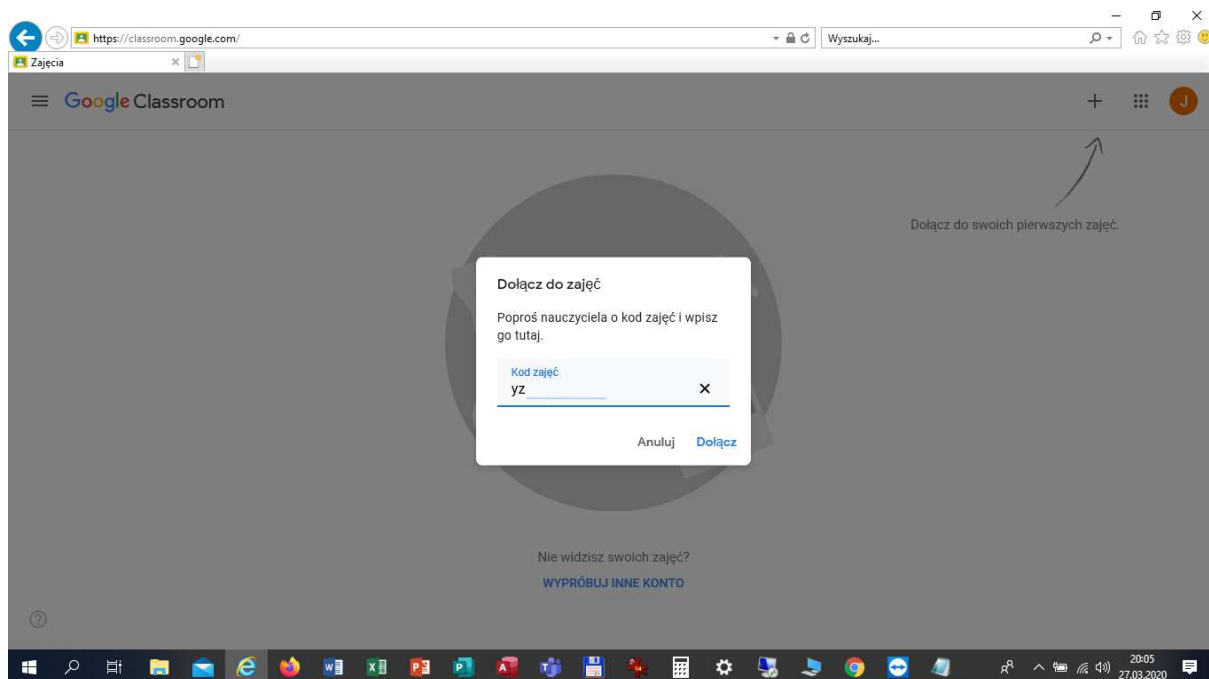 https://classroom.google.com/
Wyszukaj...
Zajęcia
Google Classroom
J
Dołącz do swoich pierwszych zajęć.
Dołącz do zajęć
Poproś nauczyciela o kod zajęć i wpisz
go tutaj.
Kod zajęć
yz
Anuluj Dołącz
Nie widzisz swoich zajęć?
WYPRÓBUJ INNE KONTO
20:05
27.03.2020